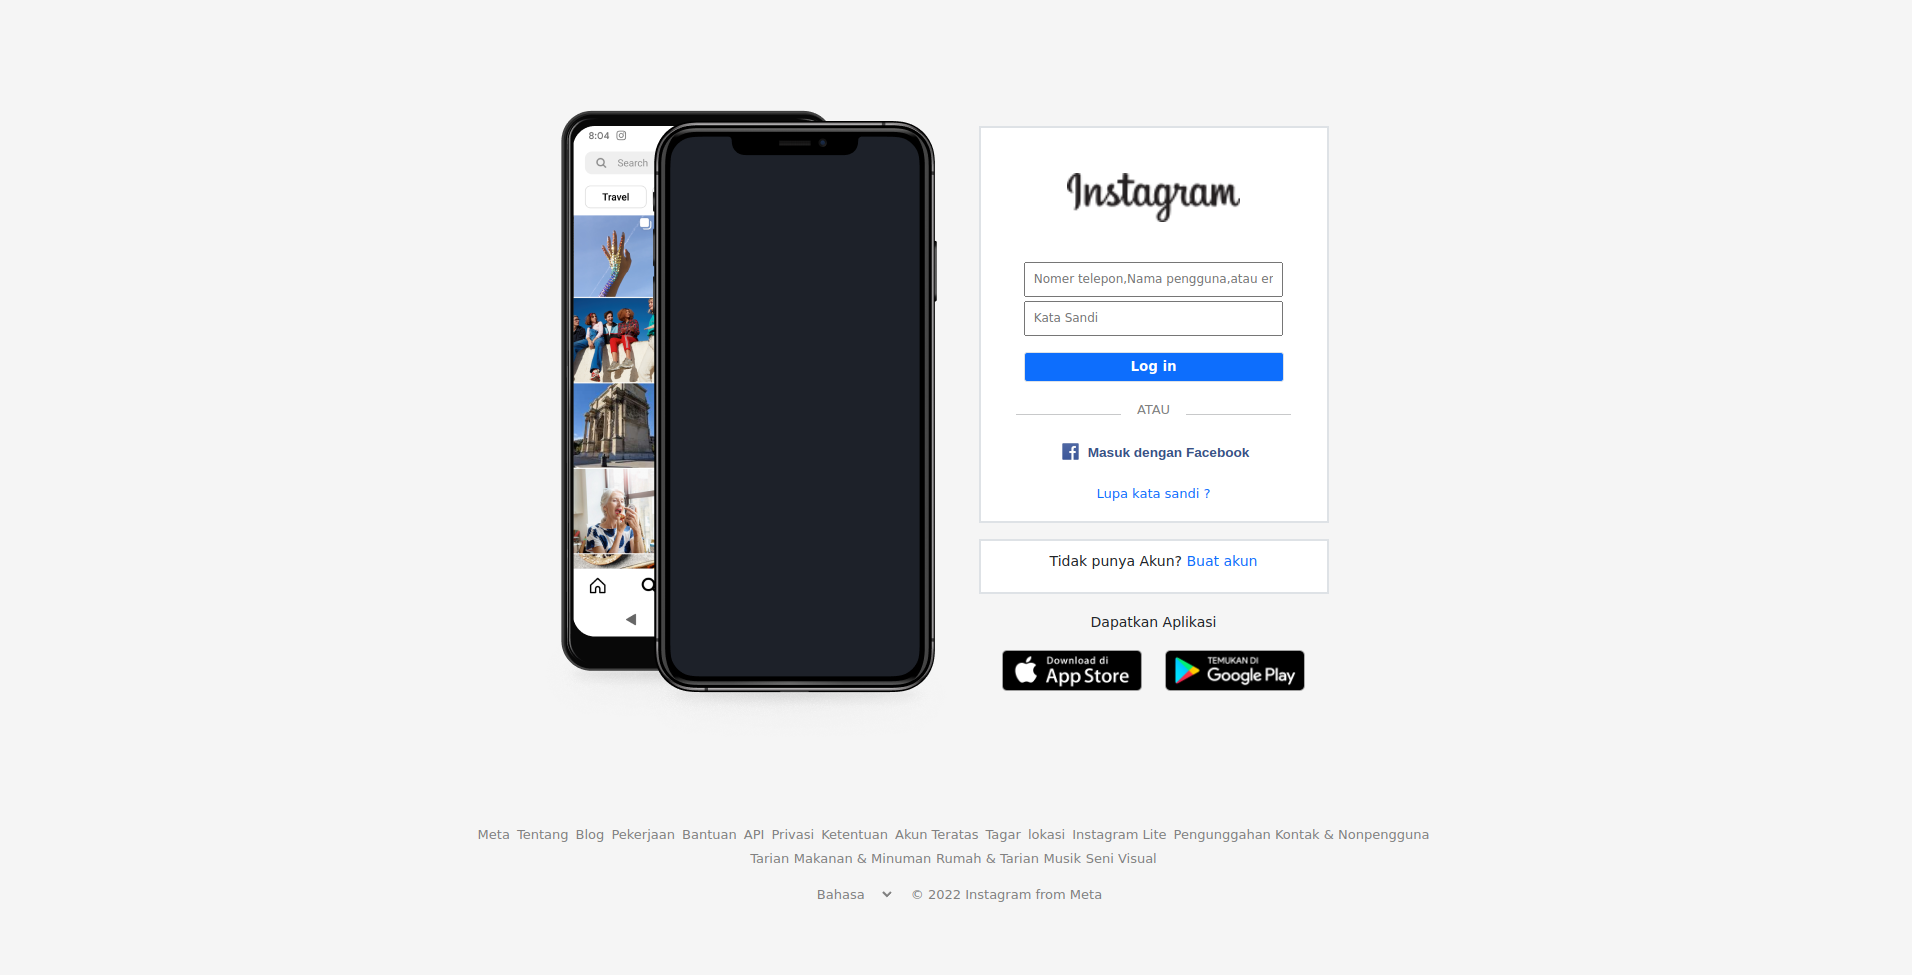 8:04
Search
Travel
Instagram
Nomer telepon,Nama pengguna,atau er
Kata Sandi
Log in
ATAU
Masuk dengan Facebook
Lupa kata sandi ?
Tidak punya Akun? Buat akun
Dapatkan Aplikasi
Download di
App Store
TEMUKAN DI
Google Play
Meta Tentang Blog Pekerjaan Bantuan API Privasi Ketentuan Akun Teratas Tagar lokasi Instagram Lite Pengunggahan Kontak & Nonpengguna
Tarian Makanan & Minuman Rumah & Tarian Musik Seni Visual
Bahasa © 2022 Instagram from Meta